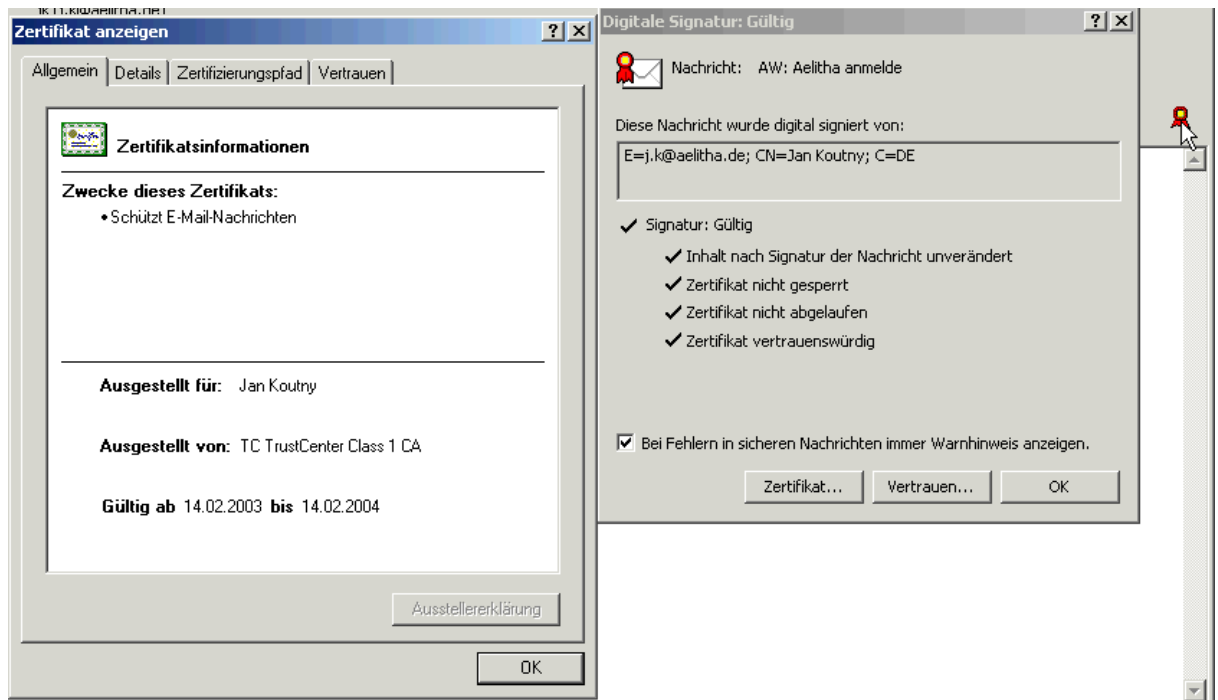 Zertifikat anzeigen
Allgemein Details Zertifizierungspfad Vertrauen
Zertifikatsinformationen
Zwecke dieses Zertifikats:
•Schützt E-Mail-Nachrichten
Ausgestellt für: Jan Koutny
Ausgestellt von: TC TrustCenter Class 1 CA
Gültig ab 14.02.2003 bis 14.02.2004
Ausstellererklärung
OK
Digitale Signatur: Gültig
Nachricht: AW: Aelitha anmelde
Diese Nachricht wurde digital signiert von:
E=j.k@aelitha.de; CN=Jan Koutny; C=DE
Signatur: Gültig
Inhalt nach Signatur der Nachricht unverändert
Zertifikat nicht gesperrt
Zertifikat nicht abgelaufen
Zertifikat vertrauenswürdig
Bei Fehlern in sicheren Nachrichten immer Warnhinweis anzeigen.
Zertifikat... Vertrauen... OK